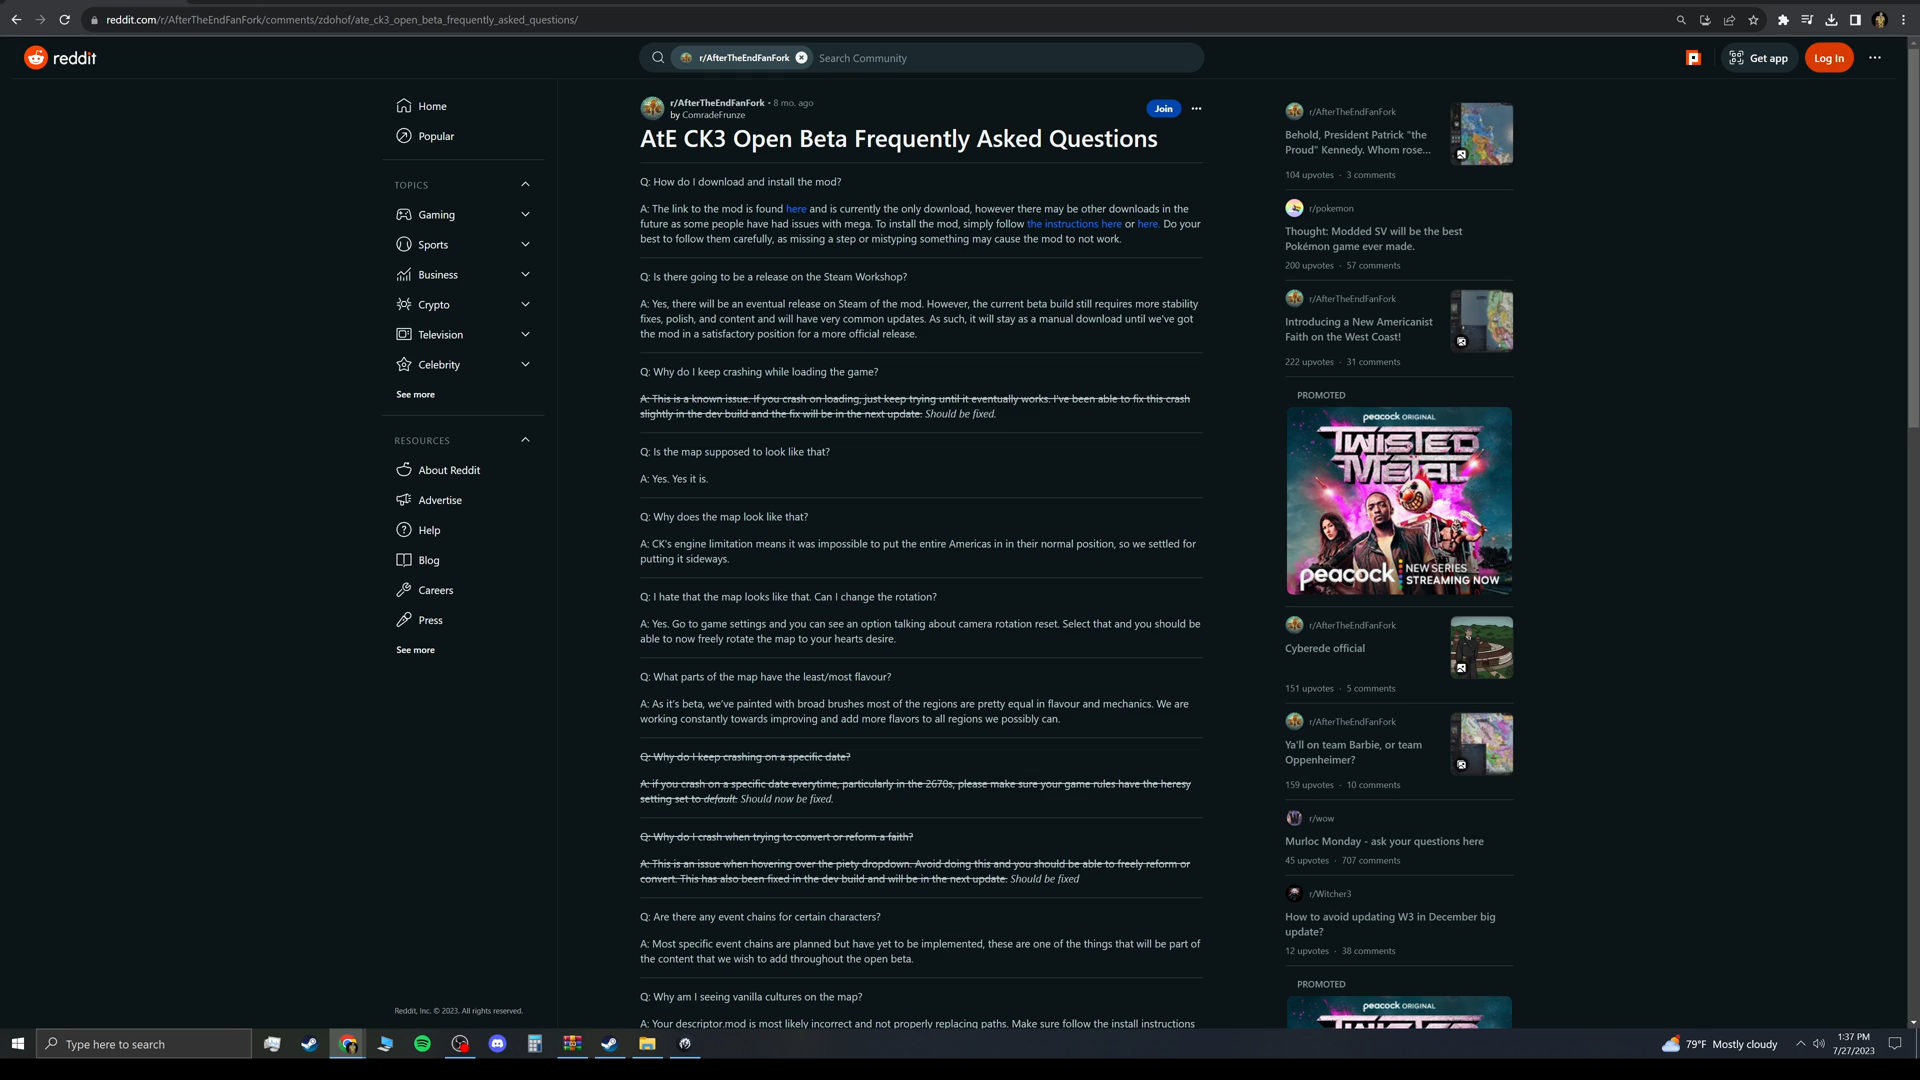 reddit.com/r/AfterTheEndFanFork/comments/zdohof/ate_ck3_open_beta_frequently_asked_questions/
reddit
r/AfterTheEndFanFork
Search Community
Get app
Log In
Home
Popular
TOPICS
Gaming
Sports
Business
Crypto
Television
Celebrity
See more
RESOURCES
About Reddit
Advertise
Help
Blog
Careers
Press
See more
Reddit, Inc. © 2023. All rights reserved.
r/AfterTheEndFanFork • 8 mo. ago
by ComradeFrunze
Join
AtE CK3 Open Beta Frequently Asked Questions
Q: How do I download and install the mod?
A: The link to the mod is found here and is currently the only download, however there may be other downloads in the
future as some people have had issues with mega. To install the mod, simply follow the instructions here or here. Do your
best to follow them carefully, as missing a step or mistyping something may cause the mod to not work.
Q: Is there going to be a release on the Steam Workshop?
A: Yes, there will be an eventual release on Steam of the mod. However, the current beta build still requires more stability
fixes, polish, and content and will have very common updates. As such, it will stay as a manual download until we've got
the mod in a satisfactory position for a more official release.
Q: Why do I keep crashing while loading the game?
A: This is a known issue. If you crash on loading, just keep trying until it eventually works. I've been able to fix this crash
slightly in the dev build and the fix will be in the next update. Should be fixed.
Q: Is the map supposed to look like that?
A: Yes. Yes it is.
Q: Why does the map look like that?
A: CK's engine limitation means it was impossible to put the entire Americas in in their normal position, so we settled for
putting it sideways.
Q: I hate that the map looks like that. Can I change the rotation?
A: Yes. Go to game settings and you can see an option talking about camera rotation reset. Select that and you should be
able to now freely rotate the map to your hearts desire.
Q: What parts of the map have the least/most flavour?
A: As it's beta, we've painted with broad brushes most of the regions are pretty equal in flavour and mechanics. We are
working constantly towards improving and add more flavors to all regions we possibly can.
Q: Why do I keep crashing on a specific date?
A: if you crash on a specific date everytime, particularly in the 2670s, please make sure your game rules have the heresy
setting set to default. Should now be fixed.
Q: Why do I crash when trying to convert or reform a faith?
A: This is an issue when hovering over the piety dropdown. Avoid doing this and you should be able to freely reform or
convert. This has also been fixed in the dev build and will be in the next update. Should be fixed
Q: Are there any event chains for certain characters?
A: Most specific event chains are planned but have yet to be implemented, these are one of the things that will be part of
the content that we wish to add throughout the open beta.
Q: Why am I seeing vanilla cultures on the map?
A: Your descriptor.mod is most likely incorrect and not properly replacing paths. Make sure follow the install instructions
r/AfterTheEndFanFork
Behold, President Patrick "the
Proud" Kennedy. Whom rose...
104 upvotes · 3 comments
r/pokemon
Thought: Modded SV will be the best
Pokémon game ever made.
200 upvotes · 57 comments
r/AfterTheEndFanFork
Introducing a New Americanist
Faith on the West Coast!
222 upvotes · 31 comments
PROMOTED
peacock ORIGINAL
TWISTED
METAL
peacock
NEW SERIES
STREAMING NOW
r/AfterTheEndFanFork
Cyberede official
151 upvotes · 5 comments
r/AfterTheEndFanFork
Ya'll on team Barbie, or team
Oppenheimer?
159 upvotes · 10 comments
r/wow
Murloc Monday - ask your questions here
45 upvotes · 707 comments
r/Witcher3
How to avoid updating W3 in December big
update?
12 upvotes · 38 comments
PROMOTED
peacock ORIGINAL
TWISTED
Type here to search
79°F Mostly cloudy
1:37 PM
7/27/2023